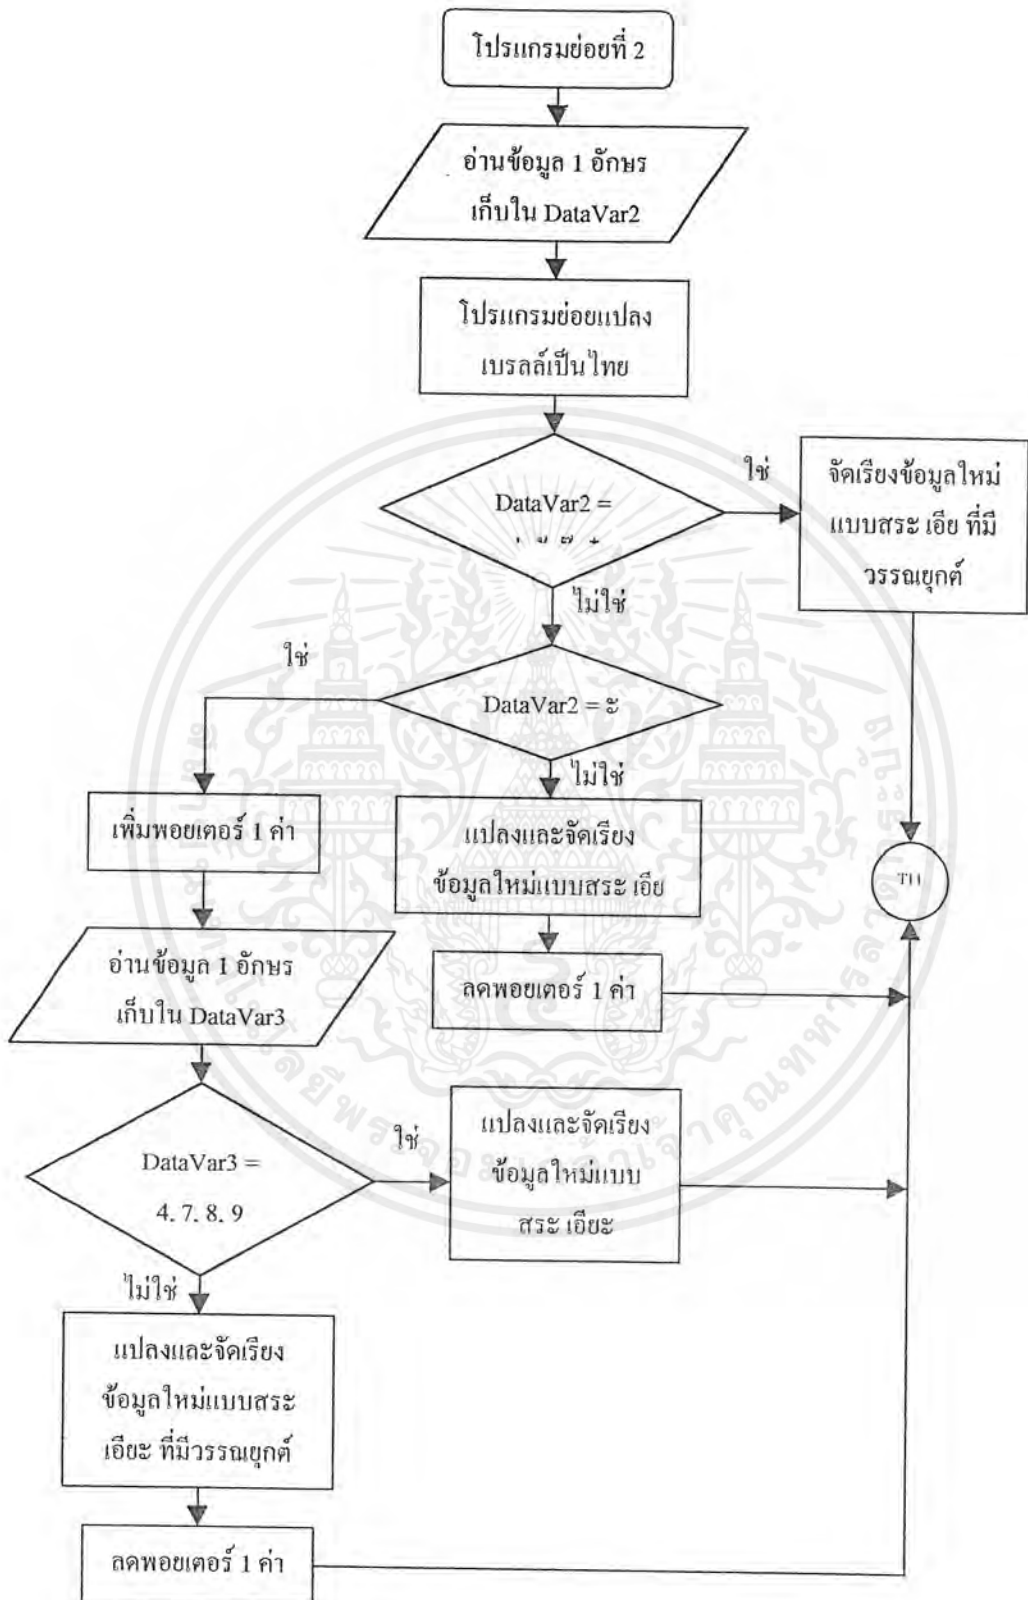 โปรแกรมย่อยที่ 2
อ่านข้อมูล 1 อักษร
เก็บใน DataVar2
โปรแกรมย่อยแปลง
เบรลล์เป็นไทย
DataVar2 =
ใช่
จัดเรียงข้อมูลใหม่
แบบสระ เอีย ที่มี
วรรณยุกต์
ไม่ใช่
DataVar2 = ะ
ใช่
ไม่ใช่
เพิ่มพอยเตอร์ 1 ค่า
แปลงและจัดเรียง
ข้อมูลใหม่แบบสระ เอีย
อ่านข้อมูล 1 อักษร
เก็บใน DataVar3
ลดพอยเตอร์ 1 ค่า
DataVar3 =
4. 7. 8. 9
ใช่
แปลงและจัดเรียง
ข้อมูลใหม่แบบ
สระ เอียะ
ไม่ใช่
แปลงและจัดเรียง
ข้อมูลใหม่แบบสระ
เอียะ ที่มีวรรณยุกต์
ลดพอยเตอร์ 1 ค่า